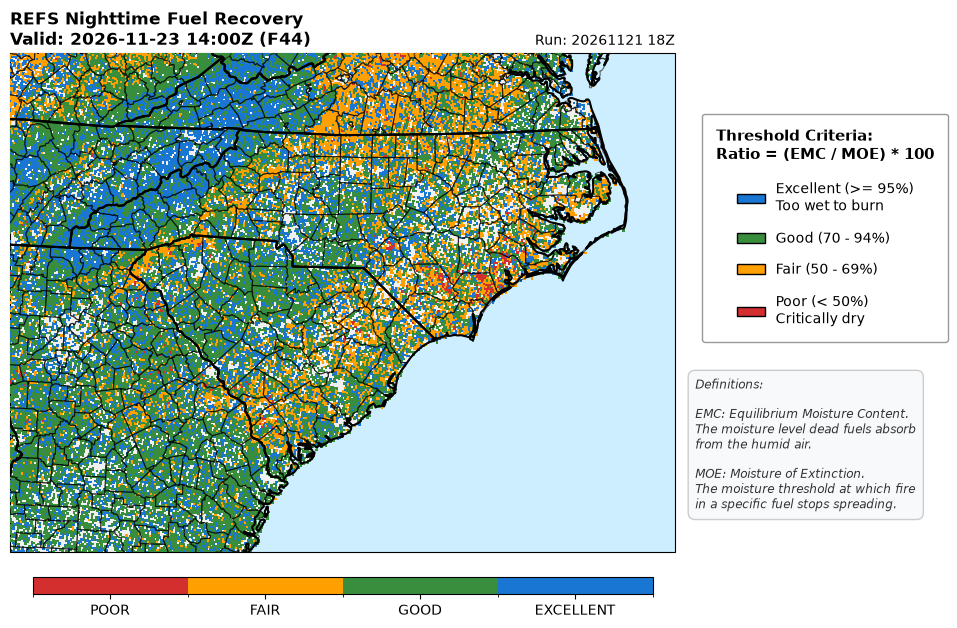 REFS Nighttime Fuel Recovery
Valid: 2026-11-23 14:00Z (F44)
Run: 20261121 18Z
Threshold Criteria:
Ratio = (EMC / MOE) * 100
Excellent (>= 95%)
Too wet to burn
Good (70 - 94%)
Fair (50 - 69%)
Poor (< 50%)
Critically dry
Definitions:
EMC: Equilibrium Moisture Content.
The moisture level dead fuels absorb
from the humid air.
MOE: Moisture of Extinction.
The moisture threshold at which fire
in a specific fuel stops spreading.
POOR FAIR GOOD EXCELLENT